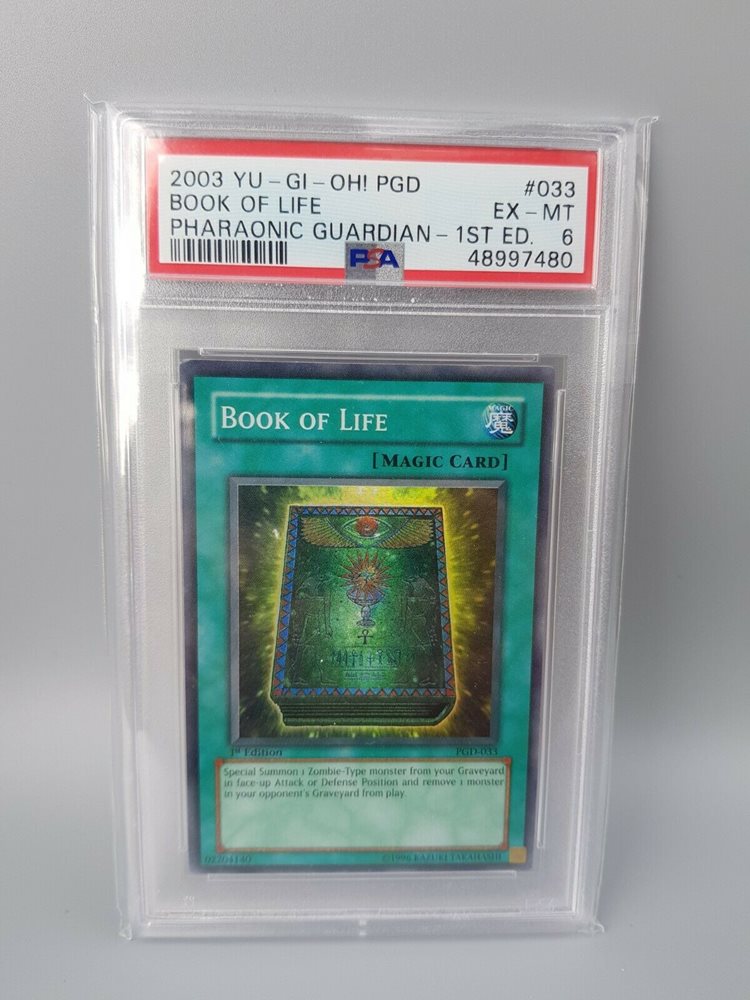 2003 YU-GI-OH! PGD #033
BOOK OF LIFE EX-MT
PHARAONIC GUARDIAN-1ST ED. 6
PSA 48997480
BOOK OF LIFE
MAGIC
魔
[MAGIC CARD]
1st Edition PGD-033
Special Summon 1 Zombie-Type monster from your Graveyard
in face-up Attack or Defense Position and remove 1 monster
in your opponent's Graveyard from play.
02204140 ©1996 KAZUKI TAKAHASHI